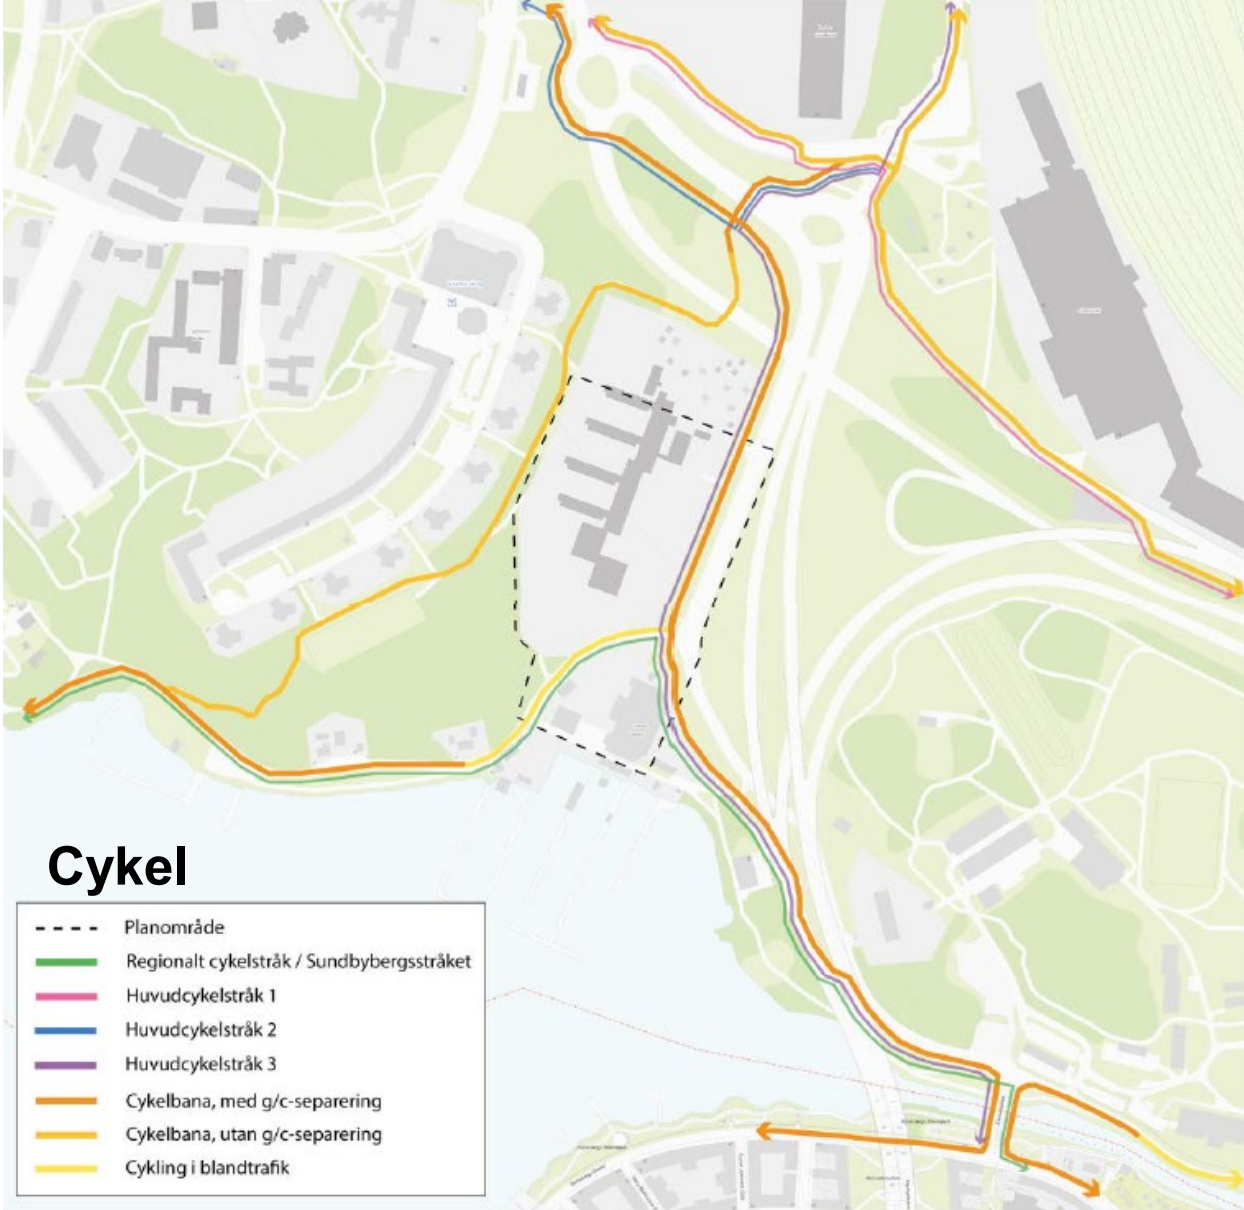 Cykel
Planområde
Regionalt cykelstråk / Sundbybergsstråket
Huvudcykelstråk 1
Huvudcykelstråk 2
Huvudcykelstråk 3
Cykelbana, med g/c-separering
Cykelbana, utan g/c-separering
Cykling i blandtrafik